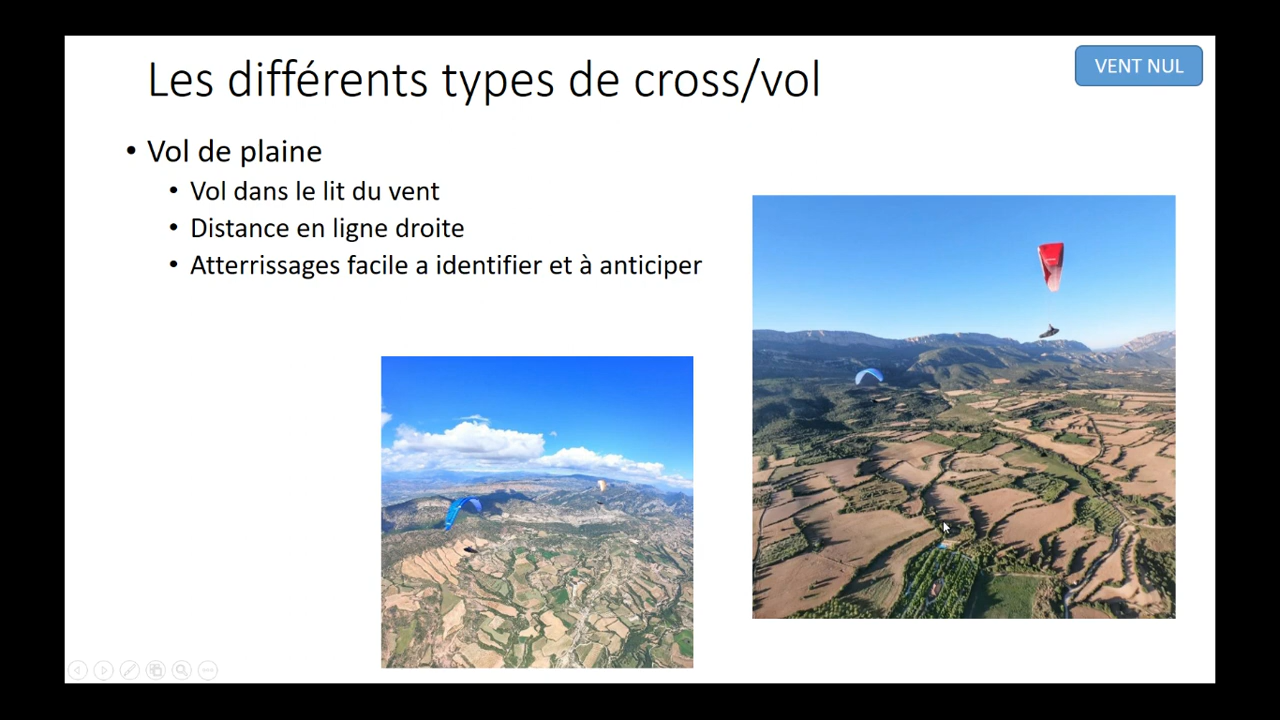 Les différents types de cross/vol
VENT NUL
• Vol de plaine
• Vol dans le lit du vent
• Distance en ligne droite
• Atterrissages facile a identifier et à anticiper